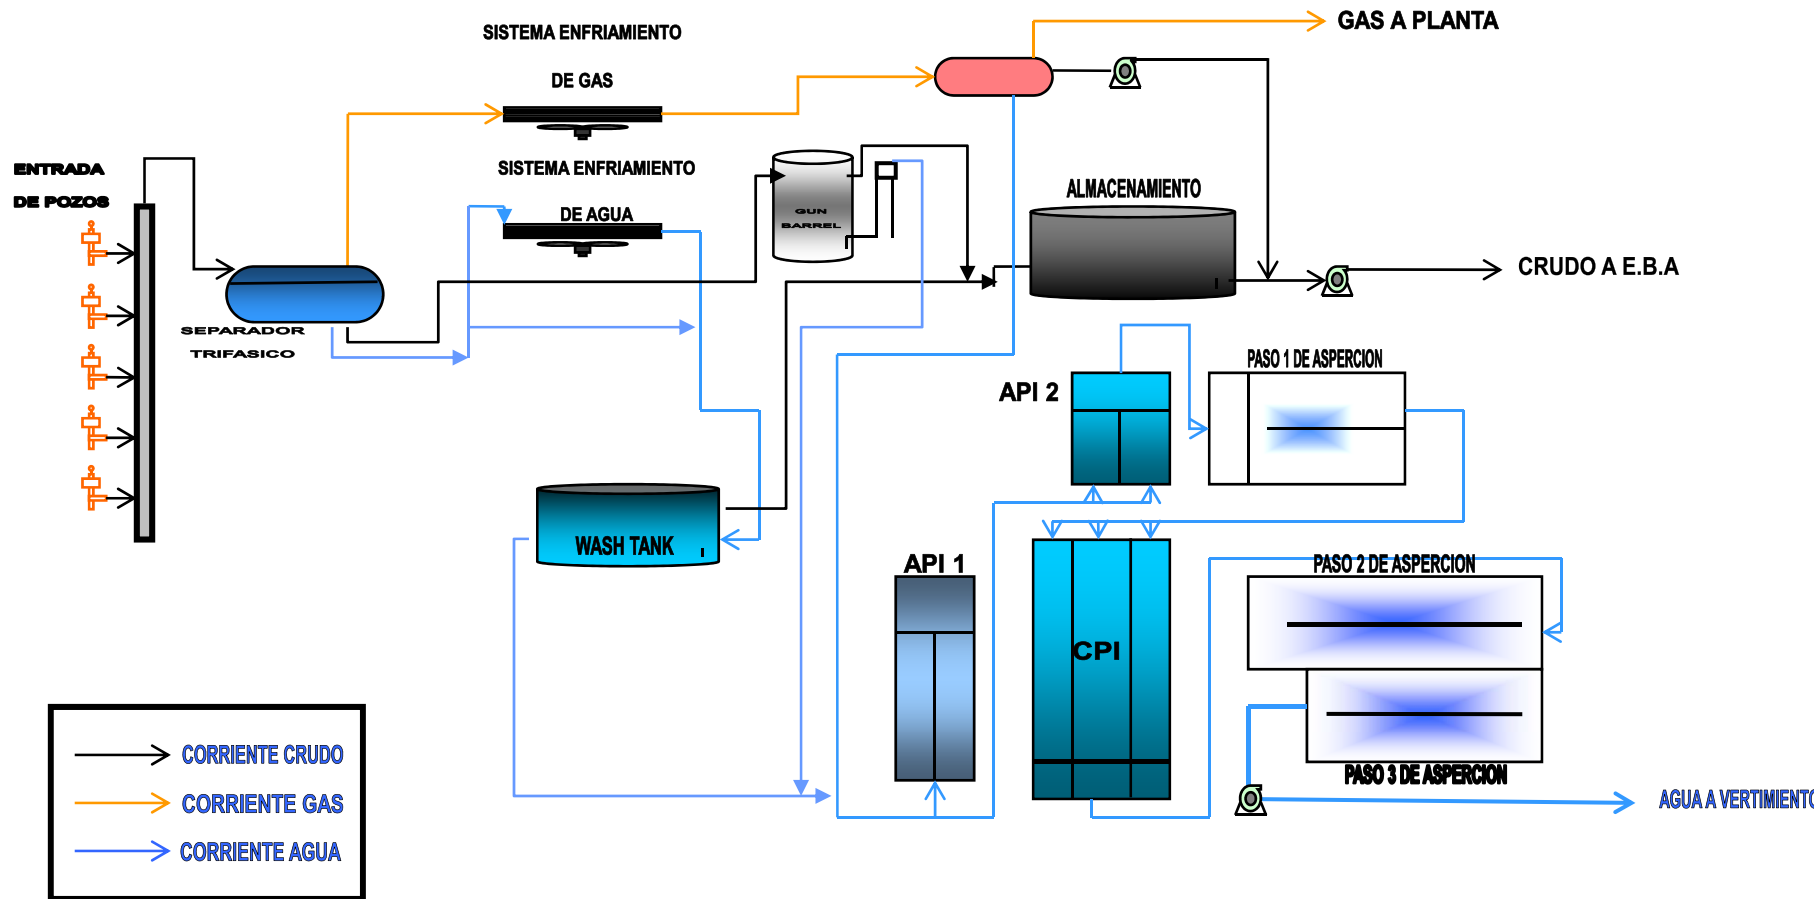 GAS A PLANTA
SISTEMA ENFRIAMIENTO
DE GAS
ENTRADA
DE POZOS
SISTEMA ENFRIAMIENTO
DE AGUA
GUN
BARREL
ALMACENAMIENTO
CRUDO A E.B.A
SEPARADOR
TRIFASICO
PASO 1 DE ASPERCION
API 2
WASH TANK
API 1
PASO 2 DE ASPERCION
CPI
PASO 3 DE ASPERCION
AGUA A VERTIMIENTO
CORRIENTE CRUDO
CORRIENTE GAS
CORRIENTE AGUA